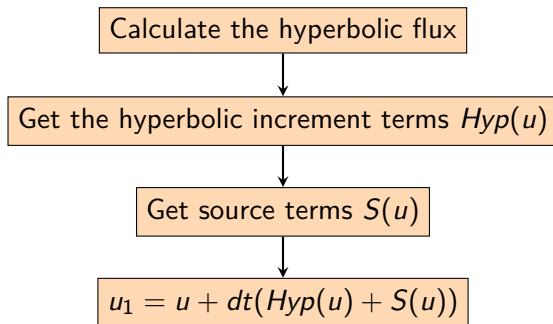 Calculate the hyperbolic flux
Get the hyperbolic increment terms Hyp(u)
Get source terms S(u)
u₁ = u + dt(Hyp(u) + S(u))